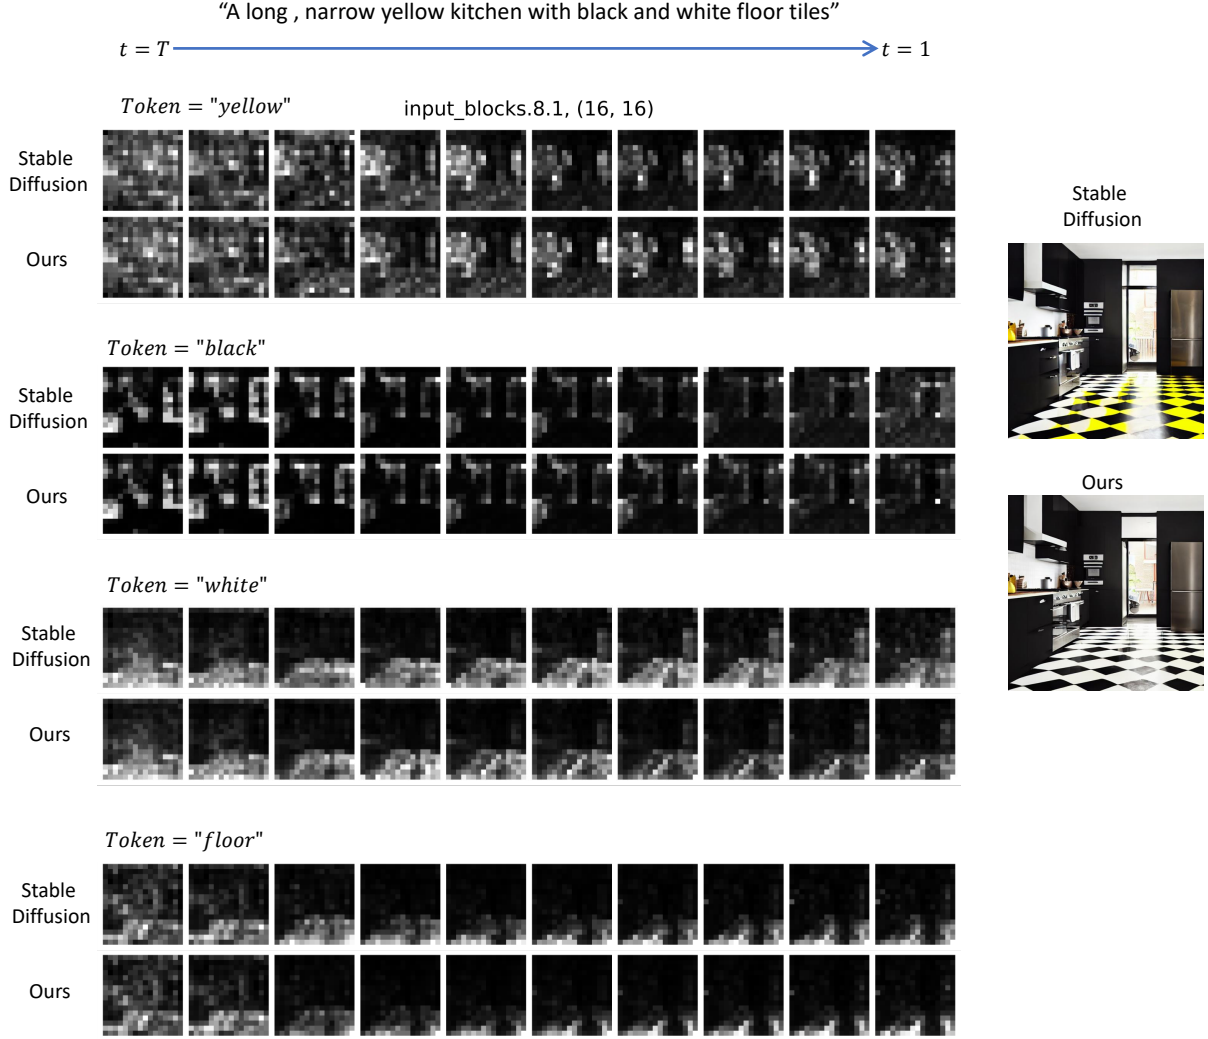 “A long , narrow yellow kitchen with black and white floor tiles”
t = T
t = 1
Token = "yellow"
input_blocks.8.1, (16, 16)
Stable
Diffusion
Ours
Token = "black"
Stable
Diffusion
Ours
Token = "white"
Stable
Diffusion
Ours
Token = "floor"
Stable
Diffusion
Ours
Stable
Diffusion
Ours